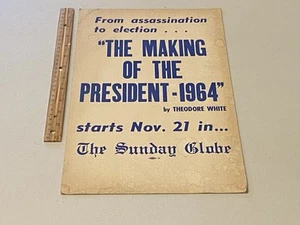 From assassination
to election . . .
"THE MAKING
OF THE
PRESIDENT-1964"
by THEODORE WHITE
starts Nov. 21 in...
The Sunday Globe